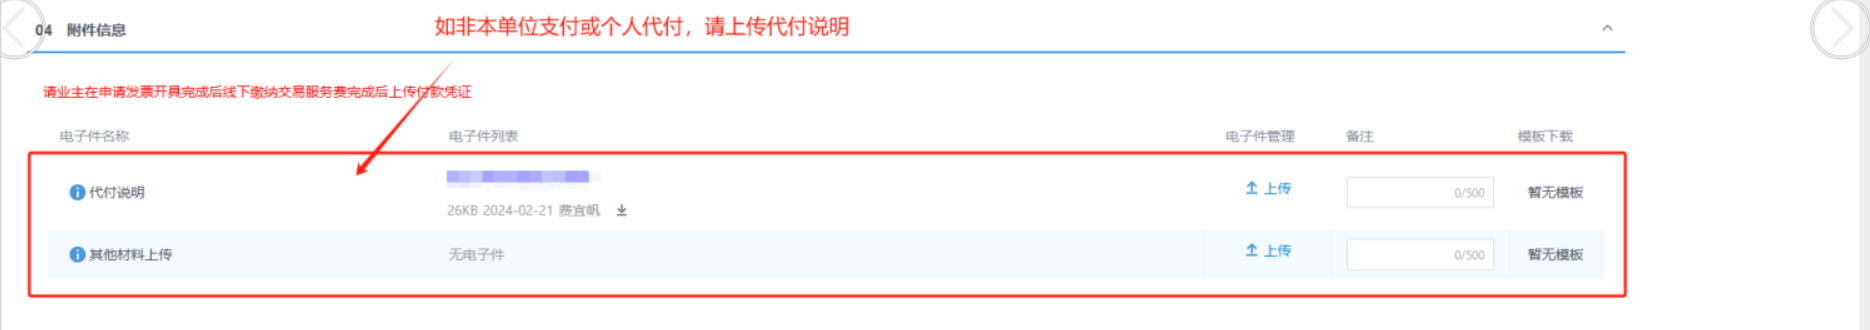 04 附件信息
如非本单位支付或个人代付，请上传代付说明
请业主在申请发票开具完成后线下缴纳交易服务费完成后上传付款凭证
电子件名称 电子件列表 电子件管理 备注 模板下载
代付说明 上传 0/500 暂无模板
26KB 2024-02-21 费宜帆
其他材料上传 无电子件 上传 0/500 暂无模板